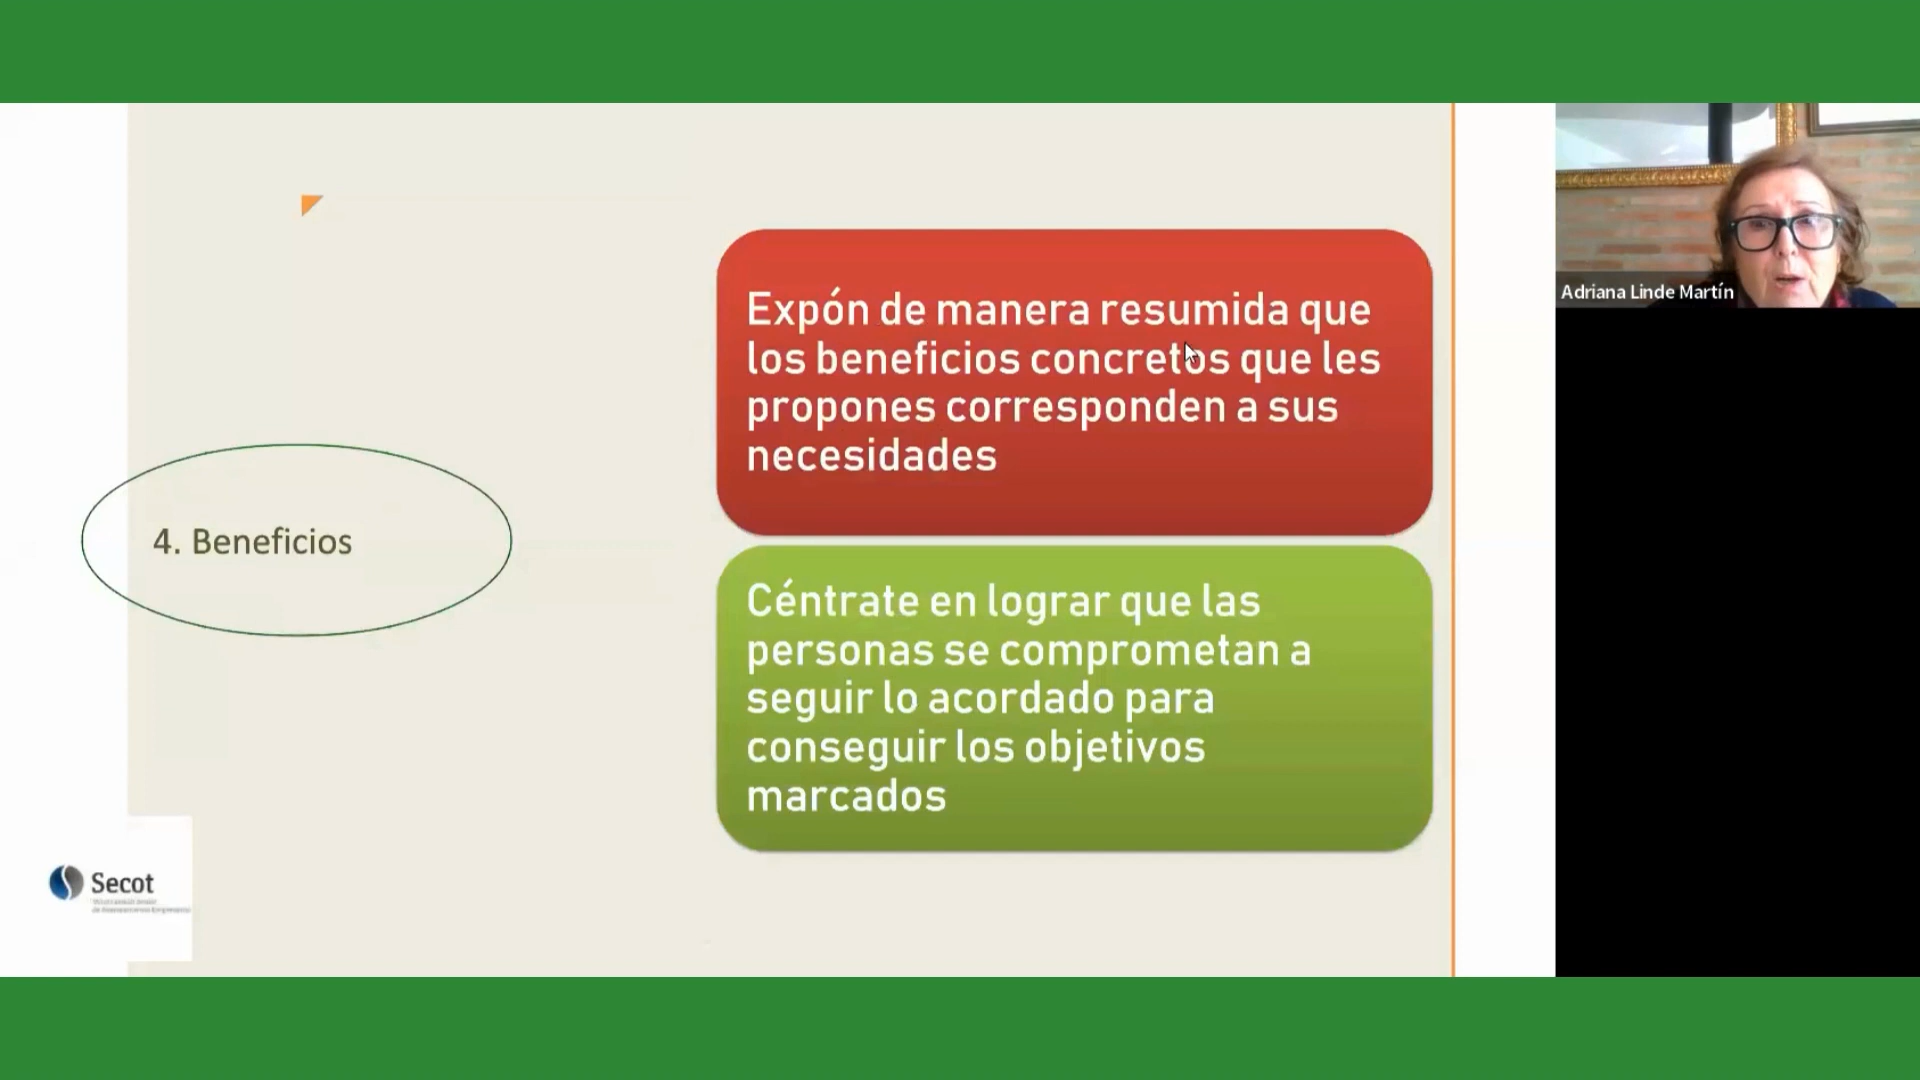 Expón de manera resumida que
los beneficios concretos que les
propones corresponden a sus
necesidades
4. Beneficios
Céntrate en lograr que las
personas se comprometan a
seguir lo acordado para
conseguir los objetivos
marcados
Secot
Adriana Linde Martín